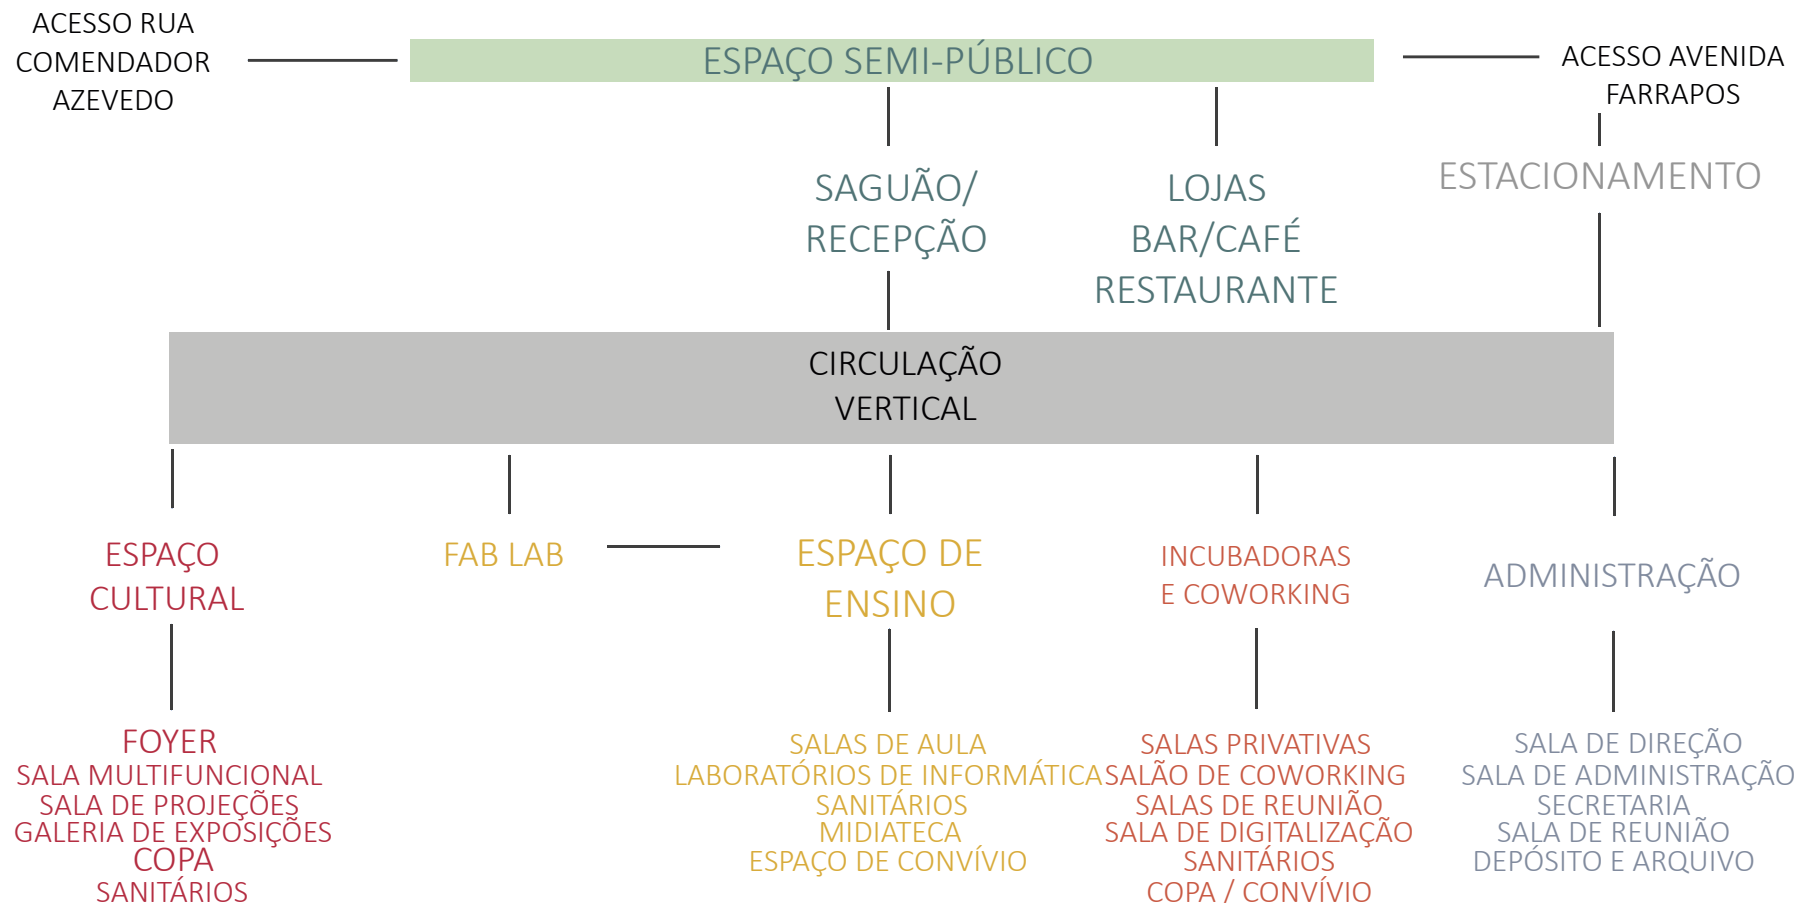 ACESSO RUA
COMENDADOR
AZEVEDO
ESPAÇO SEMI-PÚBLICO
ACESSO AVENIDA
FARRAPOS
SAGUÃO/
RECEPÇÃO
LOJAS
BAR/CAFÉ
RESTAURANTE
ESTACIONAMENTO
CIRCULAÇÃO
VERTICAL
ESPAÇO
CULTURAL
FAB LAB
ESPAÇO DE
ENSINO
INCUBADORAS
E COWORKING
ADMINISTRAÇÃO
FOYER
SALA MULTIFUNCIONAL
SALA DE PROJEÇÕES
GALERIA DE EXPOSIÇÕES
COPA
SANITÁRIOS
SALAS DE AULA
LABORATÓRIOS DE INFORMÁTICA
SANITÁRIOS
MIDIATECA
ESPAÇO DE CONVÍVIO
SALAS PRIVATIVAS
SALÃO DE COWORKING
SALAS DE REUNIÃO
SALA DE DIGITALIZAÇÃO
SANITÁRIOS
COPA / CONVÍVIO
SALA DE DIREÇÃO
SALA DE ADMINISTRAÇÃO
SECRETARIA
SALA DE REUNIÃO
DEPÓSITO E ARQUIVO